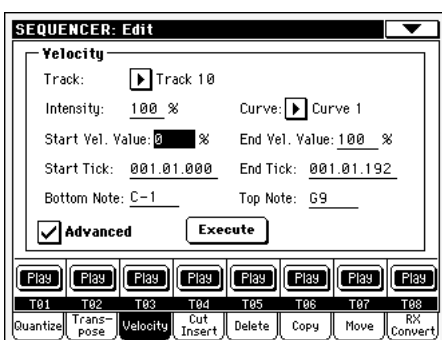 SEQUENCER: Edit
Velocity
Track: Track 10
Intensity: 100 % Curve: Curve 1
Start Vel. Value: 0 % End Vel. Value: 100 %
Start Tick: 001.01.000 End Tick: 001.01.192
Bottom Note: C-1 Top Note: G9
Advanced Execute
Play Play Play Play Play Play Play Play
T01 T02 T03 T04 T05 T06 T07 T08
Quantize Trans-pose Velocity Cut Insert Delete Copy Move RX Convert